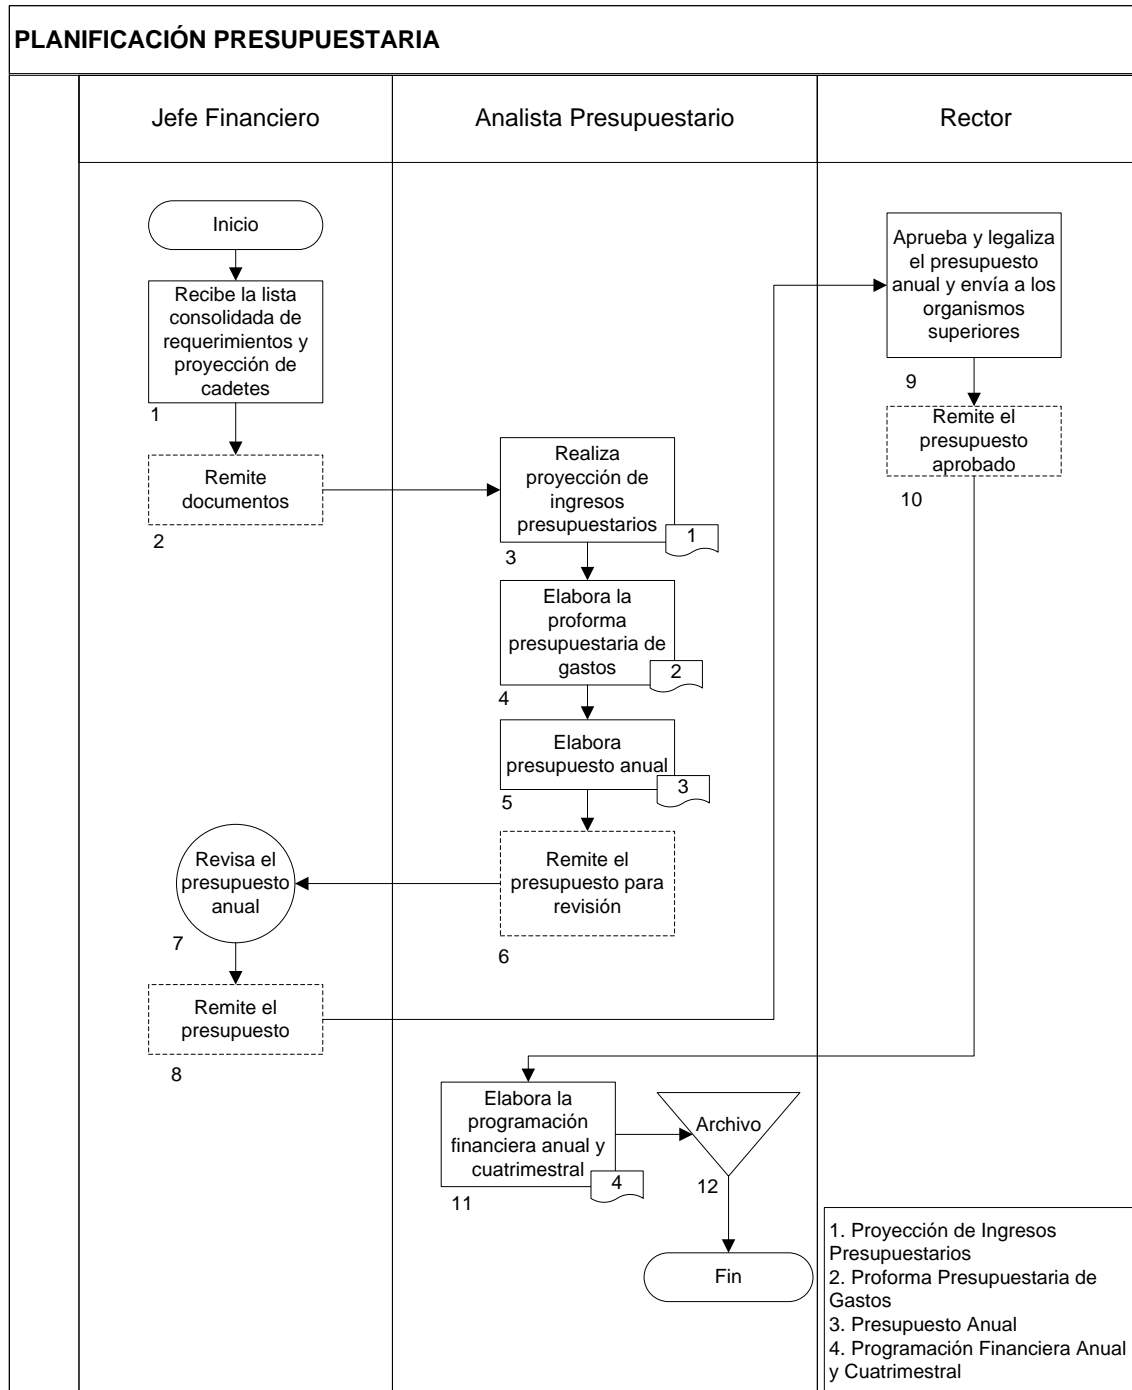 PLANIFICACIÓN PRESUPUESTARIA
Jefe Financiero
Analista Presupuestario
Rector
Inicio
Recibe la lista
consolidada de
requerimientos y
proyección de
cadetes
1
Remite
documentos
2
Realiza
proyección de
ingresos
presupuestarios
1
3
Elabora la
proforma
presupuestaria de
gastos
2
4
Elabora
presupuesto anual
3
5
Remite el
presupuesto para
revisión
6
Revisa el
presupuesto
anual
7
Remite el
presupuesto
8
Aprueba y legaliza
el presupuesto
anual y envía a los
organismos
superiores
9
Remite el
presupuesto
aprobado
10
Elabora la
programación
financiera anual y
cuatrimestral
4
11
Archivo
12
Fin
1. Proyección de Ingresos
Presupuestarios
2. Proforma Presupuestaria de
Gastos
3. Presupuesto Anual
4. Programación Financiera Anual
y Cuatrimestral